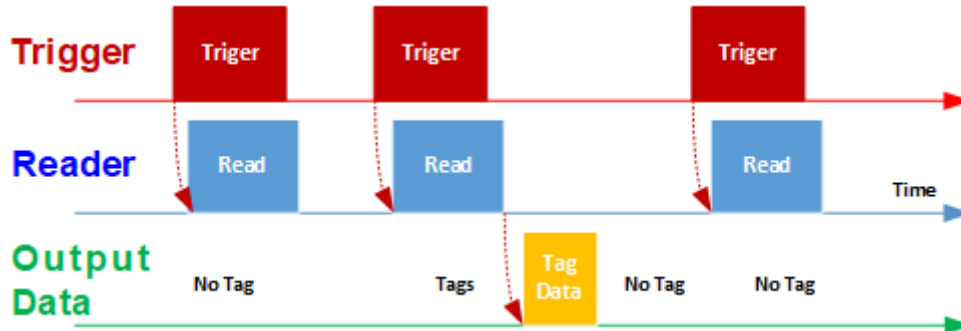 Trigger
Triger
Triger
Triger
Reader
Read
Read
Read
Time
Output
Data
No Tag
Tags
Tag
Data
No Tag
No Tag